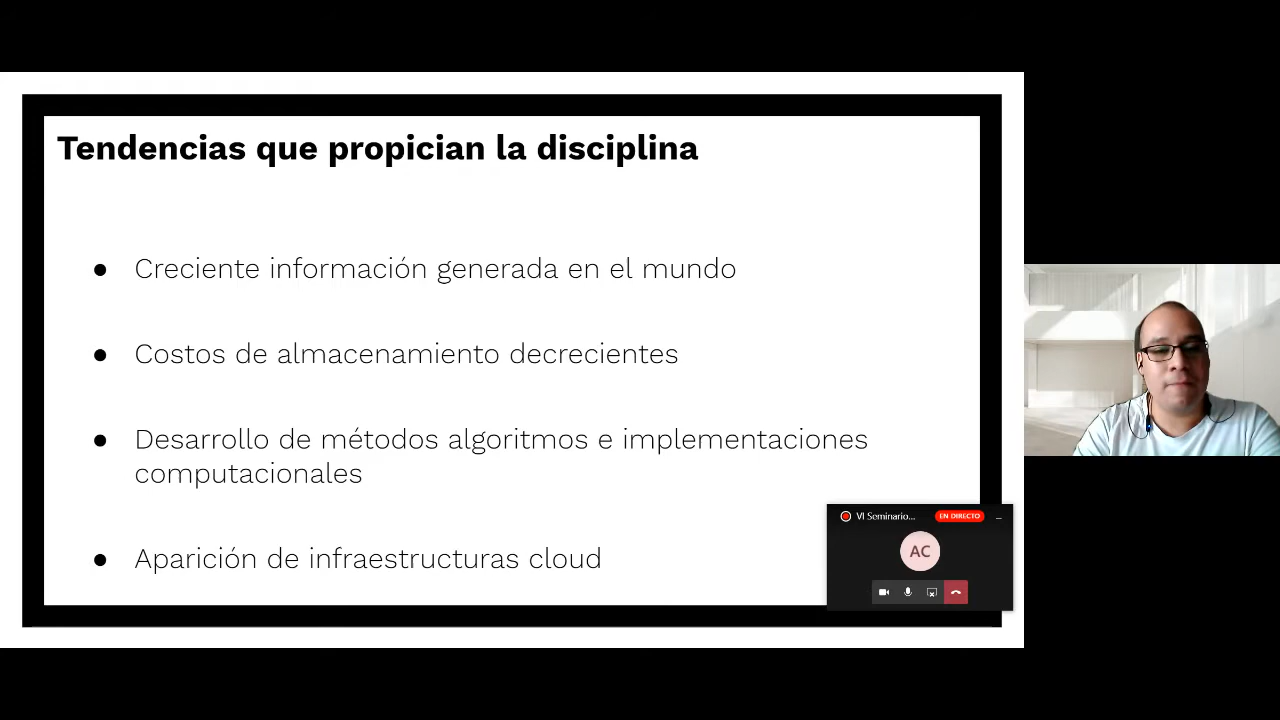 Tendencias que propician la disciplina
● Creciente información generada en el mundo
● Costos de almacenamiento decrecientes
● Desarrollo de métodos algoritmos e implementaciones
computacionales
● Aparición de infraestructuras cloud
VI Seminario... EN DIRECTO
AC